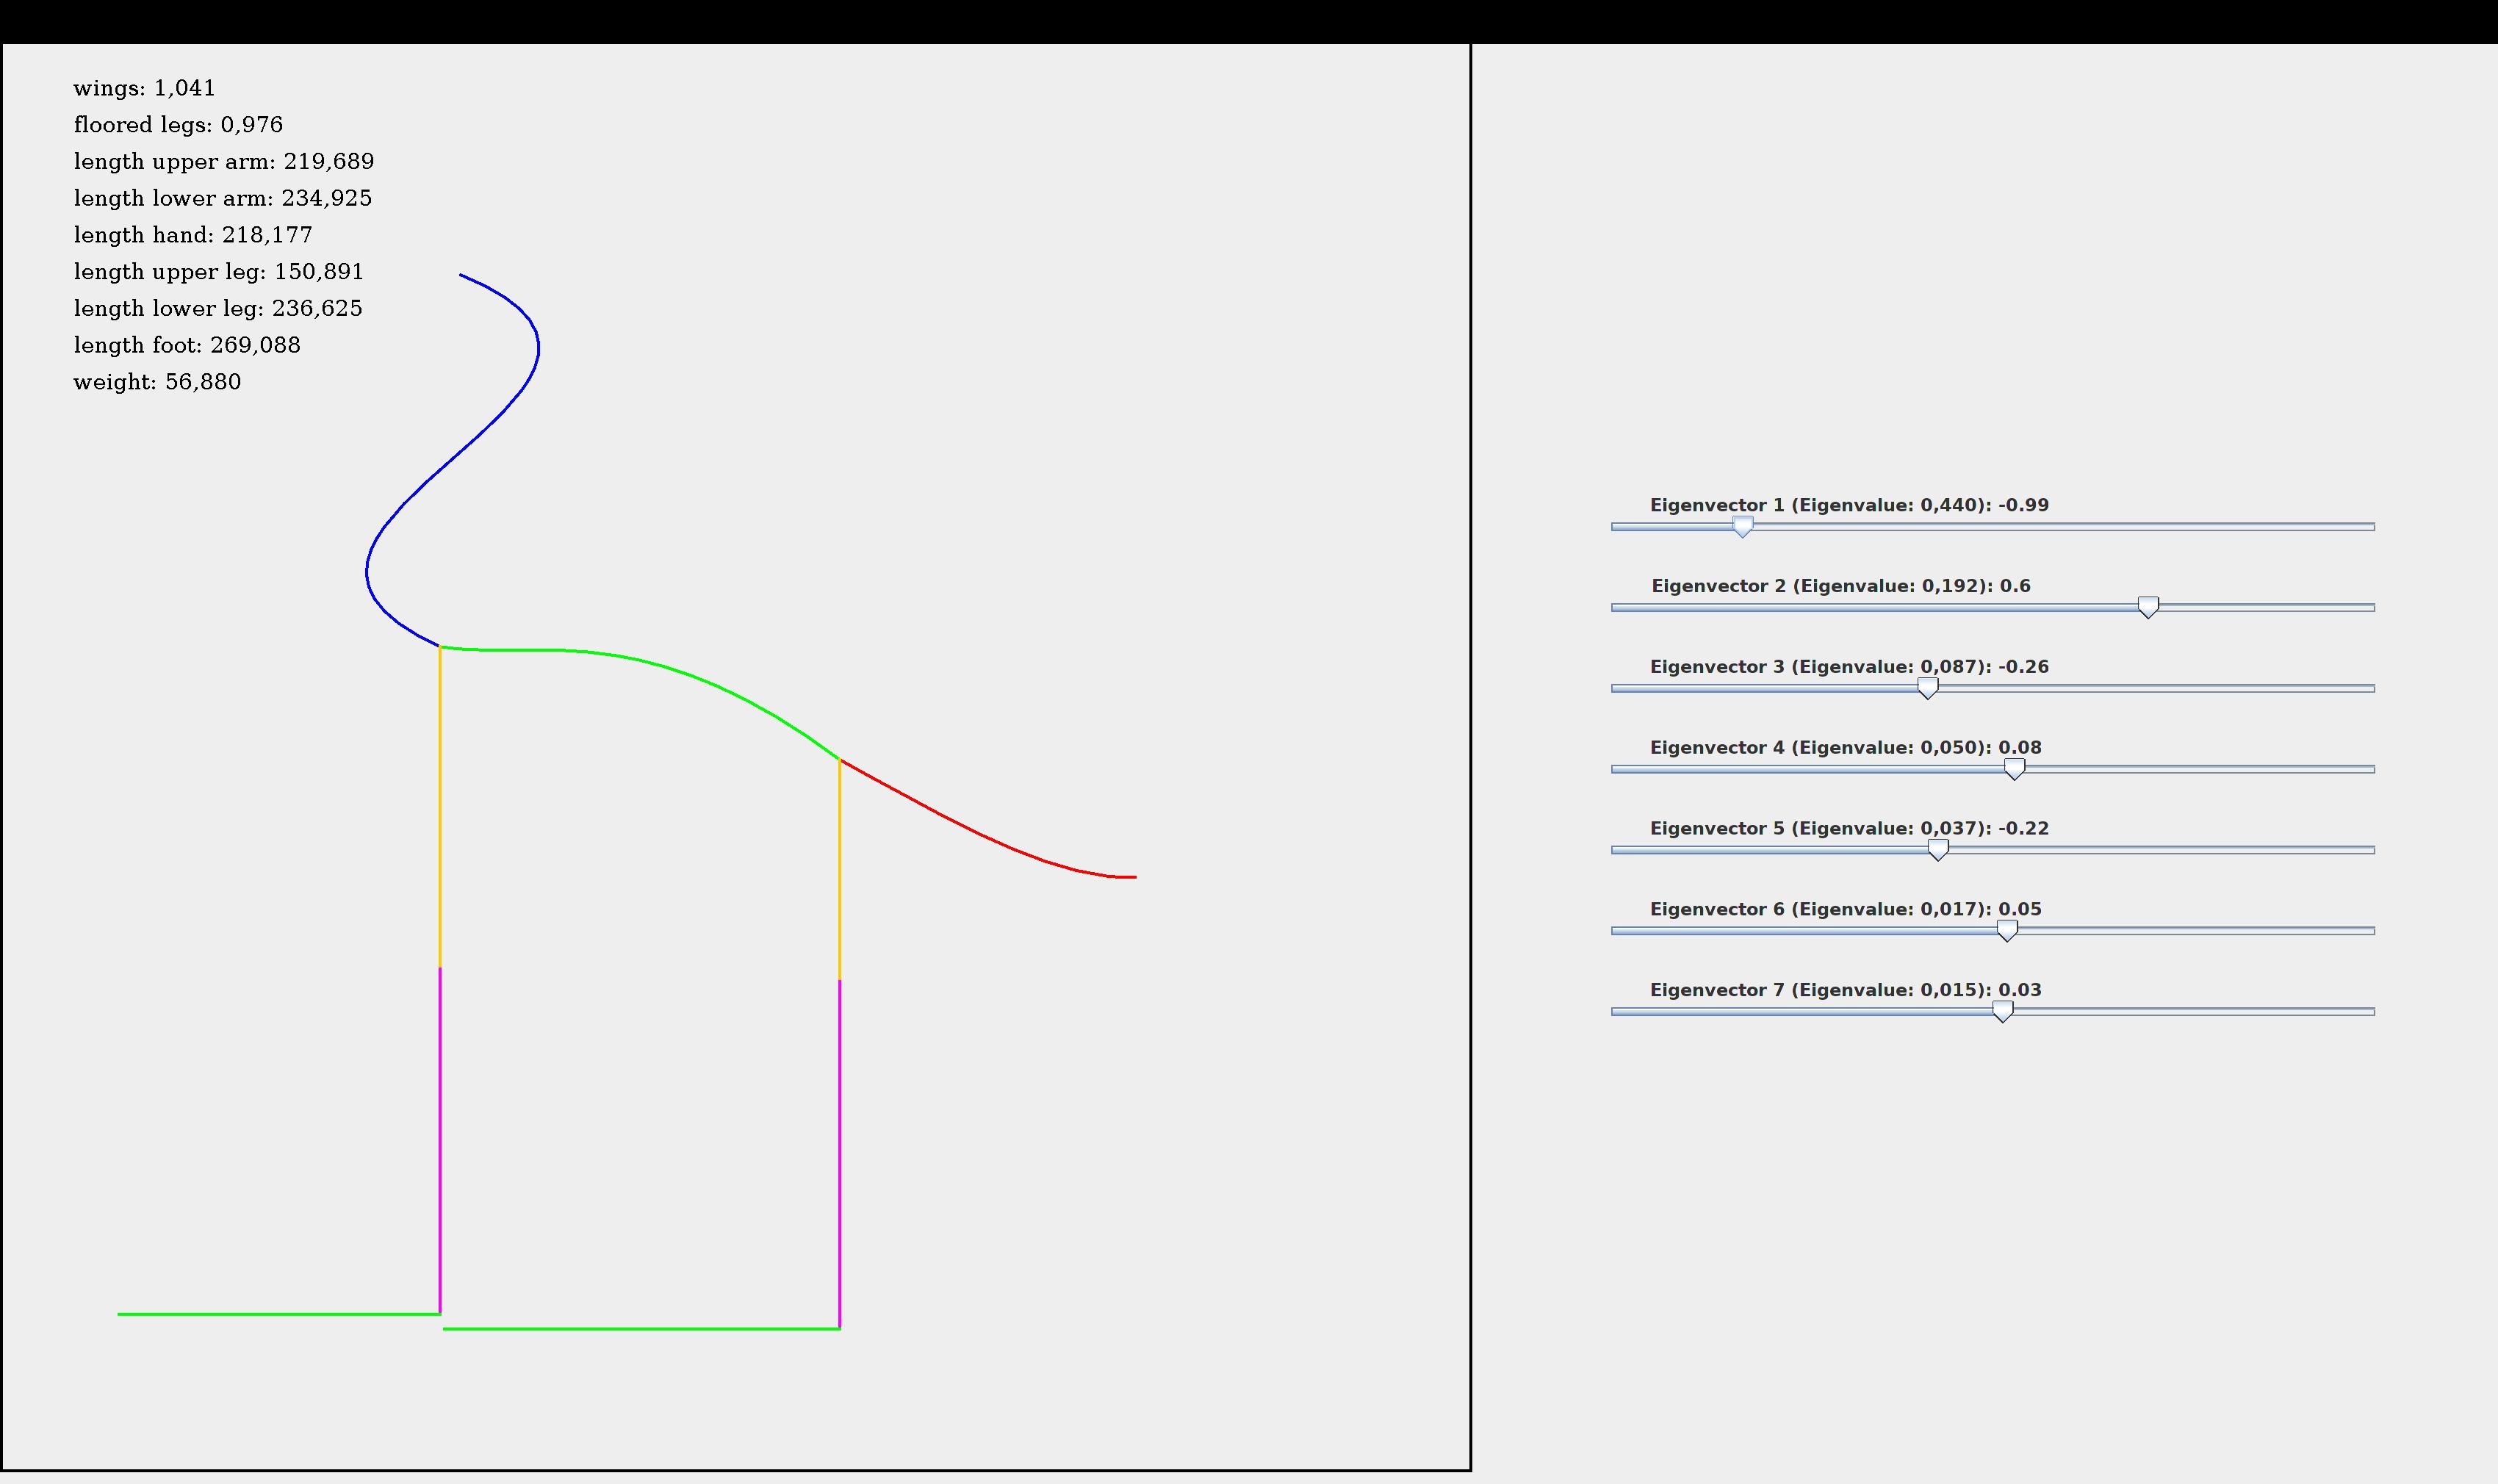 wings: 1,041
floored legs: 0,976
length upper arm: 219,689
length lower arm: 234,925
length hand: 218,177
length upper leg: 150,891
length lower leg: 236,625
length foot: 269,088
weight: 56,880
Eigenvector 1 (Eigenvalue: 0,440): -0.99
Eigenvector 2 (Eigenvalue: 0,192): 0.6
Eigenvector 3 (Eigenvalue: 0,087): -0.26
Eigenvector 4 (Eigenvalue: 0,050): 0.08
Eigenvector 5 (Eigenvalue: 0,037): -0.22
Eigenvector 6 (Eigenvalue: 0,017): 0.05
Eigenvector 7 (Eigenvalue: 0,015): 0.03